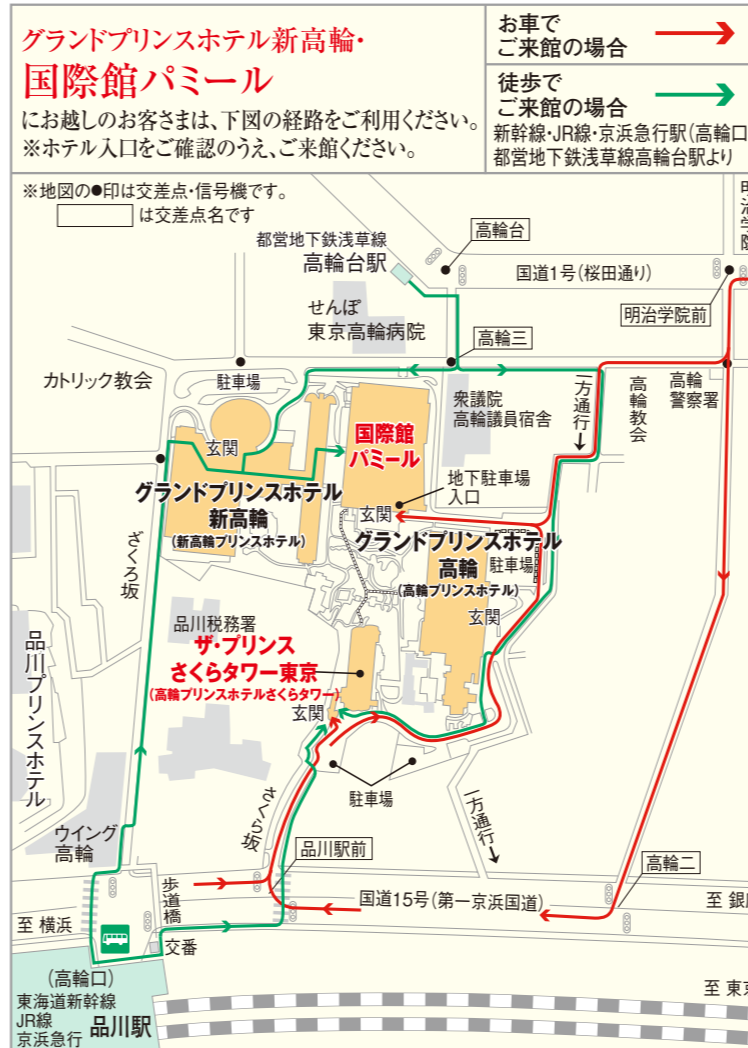 グランドプリンスホテル新高輪・
国際館パミール
にお越しのお客さまは、下図の経路をご利用ください。
※ホテル入口をご確認のうえ、ご来館ください。
お車で
ご来館の場合
徒歩で
ご来館の場合
新幹線・JR線・京浜急行駅(高輪口
都営地下鉄浅草線高輪台駅より
※地図の●印は交差点・信号機です。
は交差点名です
都営地下鉄浅草線
高輪台駅
高輪台
国道1号(桜田通り)
明治学院
明治学院前
せんぽ
東京高輪病院
高輪三
カトリック教会
駐車場
衆議院
高輪議員宿舎
一方通行→
高輪教会
高輪
警察署
国際館
パミール
玄関
グランドプリンスホテル
新高輪
(新高輪プリンスホテル)
地下駐車場
入口
玄関
グランドプリンスホテル
高輪
(高輪プリンスホテル)
駐車場
玄関
ざくろ坂
品川税務署
ザ・プリンス
さくらタワー東京
(高輪プリンスホテルさくらタワー)
玄関
品川プリンスホテル
駐車場
さくら坂
一方通行→
ウイング
高輪
品川駅前
高輪二
歩道橋
国道15号(第一京浜国道)
至 銀座
至 横浜
交番
(高輪口)
東海道新幹線
JR線
京浜急行
品川駅
至 東京